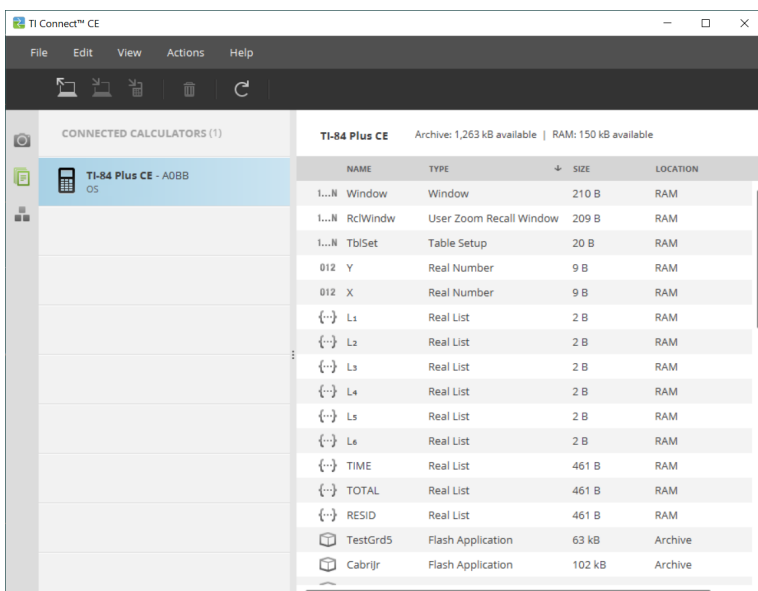 TI Connect™ CE
File Edit View Actions Help
CONNECTED CALCULATORS (1)
TI-84 Plus CE - A0BB
OS
TI-84 Plus CE Archive: 1,263 kB available | RAM: 150 kB available
NAME TYPE SIZE LOCATION
1...N Window Window 210 B RAM
1...N RclWindw User Zoom Recall Window 209 B RAM
1...N TblSet Table Setup 20 B RAM
012 Y Real Number 9 B RAM
012 X Real Number 9 B RAM
{...} L₁ Real List 2 B RAM
{...} L₂ Real List 2 B RAM
{...} L₃ Real List 2 B RAM
{...} L₄ Real List 2 B RAM
{...} L₅ Real List 2 B RAM
{...} L₆ Real List 2 B RAM
{...} TIME Real List 461 B RAM
{...} TOTAL Real List 461 B RAM
{...} RESID Real List 461 B RAM
TestGrd5 Flash Application 63 kB Archive
CabriJr Flash Application 102 kB Archive